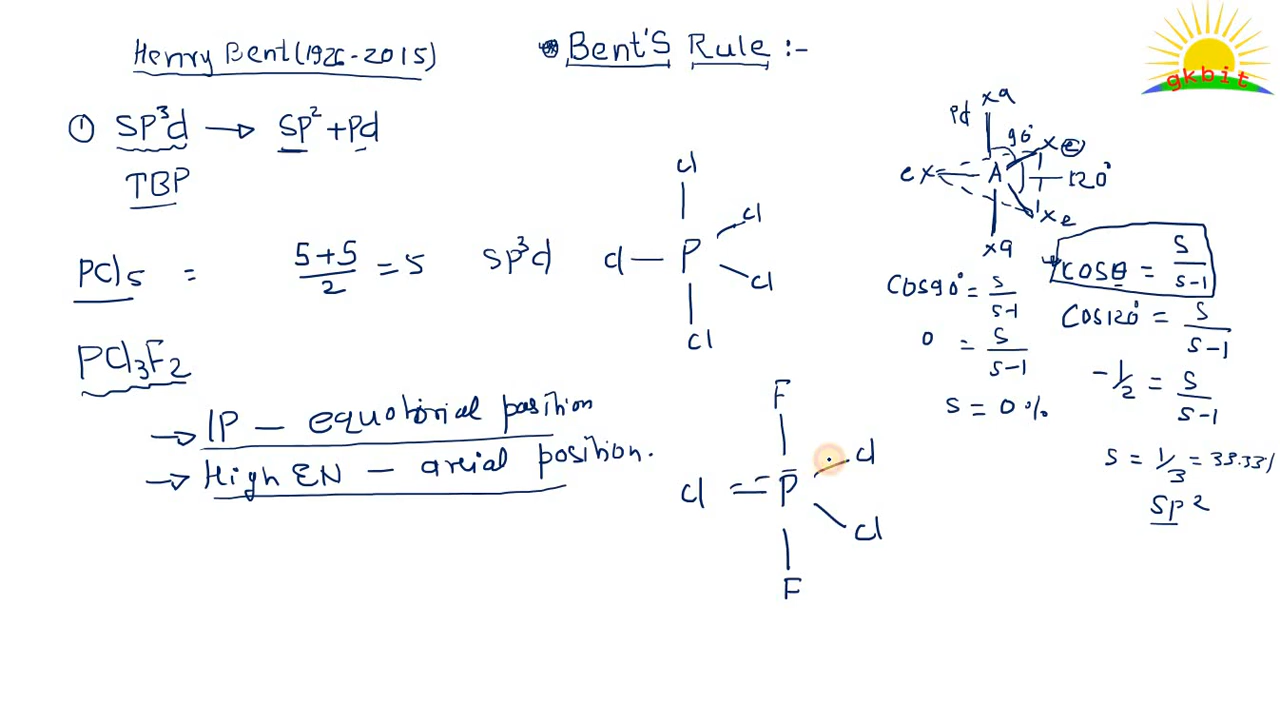 Henry Bent (1926-2015)
• Bent'S Rule :-
gkbit
① SP³d → SP² + Pd
TBP
PCl5 = 5+5/2 = 5 SP³d
Cl
Cl
Cl — P
Cl
Cl
xa
Pd
90°
x e
ex A 120°
xe
xa
cosθ = S/S-1
Cos90° = S/S-1
0 = S/S-1
S = 0 %
Cos120° = S/S-1
-1/2 = S/S-1
S = 1/3 = 33.33%
SP2
PCl3F2
→ lP — equotorial position
→ High EN — axial position.
F
Cl
Cl = P
Cl
F